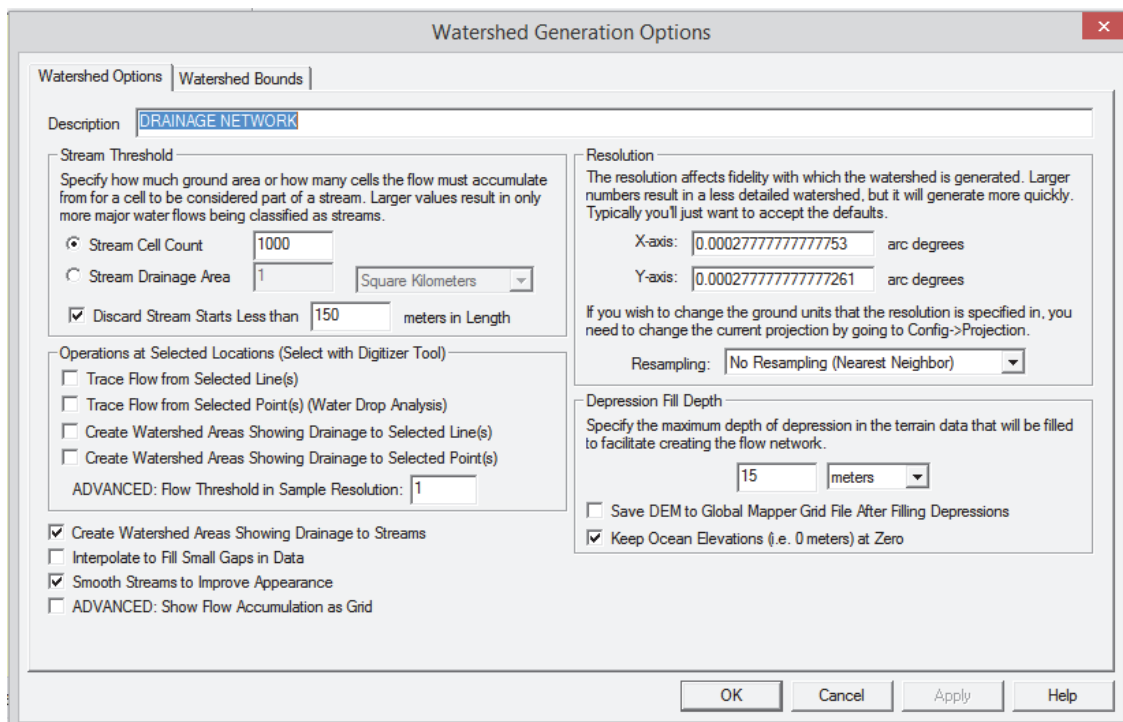 Watershed Generation Options
Watershed Options
Watershed Bounds
Description
DRAINAGE NETWORK
Stream Threshold
Specify how much ground area or how many cells the flow must accumulate
from for a cell to be considered part of a stream. Larger values result in only
more major water flows being classified as streams.
Stream Cell Count
1000
Stream Drainage Area
1
Square Kilometers
Discard Stream Starts Less than
150
meters in Length
Operations at Selected Locations (Select with Digitizer Tool)
Trace Flow from Selected Line(s)
Trace Flow from Selected Point(s) (Water Drop Analysis)
Create Watershed Areas Showing Drainage to Selected Line(s)
Create Watershed Areas Showing Drainage to Selected Point(s)
ADVANCED: Flow Threshold in Sample Resolution:
1
Create Watershed Areas Showing Drainage to Streams
Interpolate to Fill Small Gaps in Data
Smooth Streams to Improve Appearance
ADVANCED: Show Flow Accumulation as Grid
Resolution
The resolution affects fidelity with which the watershed is generated. Larger
numbers result in a less detailed watershed, but it will generate more quickly.
Typically you'll just want to accept the defaults.
X-axis:
0.00027777777777753
arc degrees
Y-axis:
0.000277777777777261
arc degrees
If you wish to change the ground units that the resolution is specified in, you
need to change the current projection by going to Config->Projection.
Resampling:
No Resampling (Nearest Neighbor)
Depression Fill Depth
Specify the maximum depth of depression in the terrain data that will be filled
to facilitate creating the flow network.
15
meters
Save DEM to Global Mapper Grid File After Filling Depressions
Keep Ocean Elevations (i.e. 0 meters) at Zero
OK
Cancel
Apply
Help